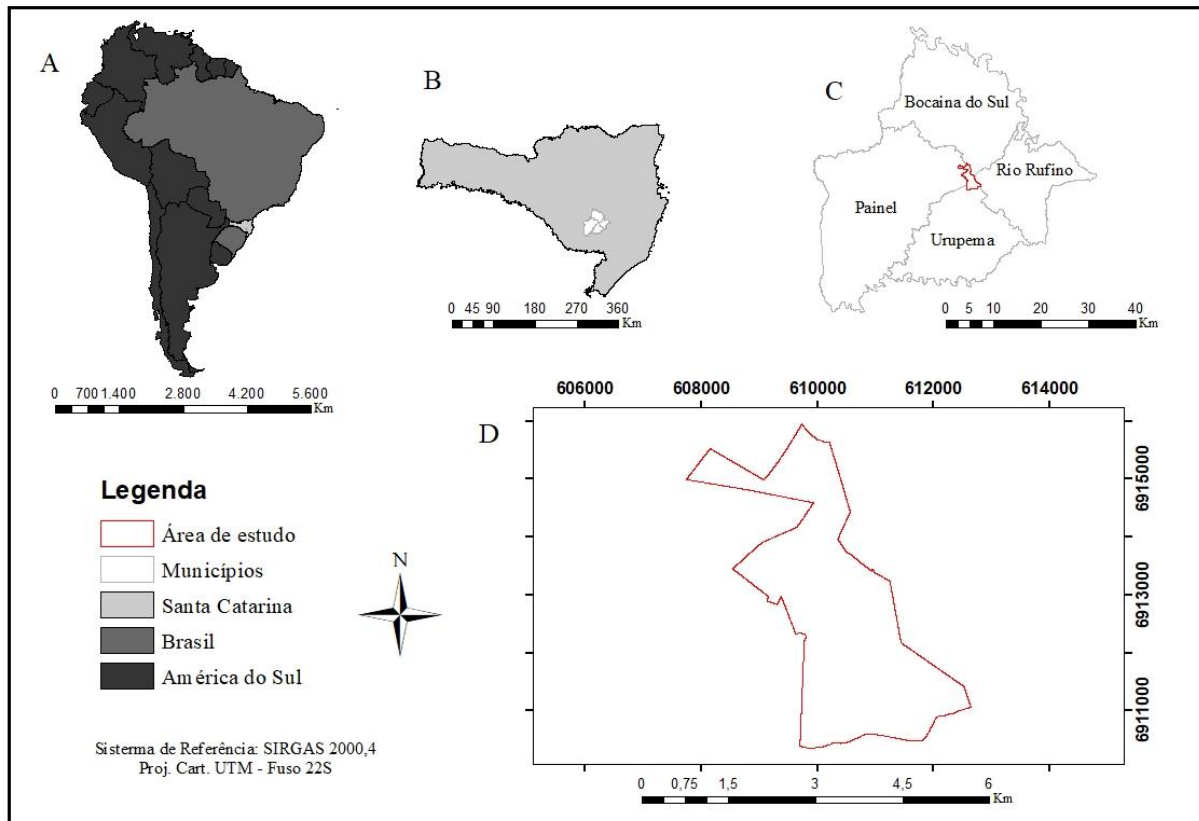 A
B
C
Bocaina do Sul
Rio Rufino
Painel
Urupema
0 45 90 180 270 360
Km
0 5 10 20 30 40
Km
0 700 1.400 2.800 4.200 5.600
Km
D
606000 608000 610000 612000 614000
6915000
6913000
6911000
0 0,75 1,5 3 4,5 6
Km
Legenda
Área de estudo
Municípios
Santa Catarina
Brasil
América do Sul
N
Sisterma de Referência: SIRGAS 2000,4
Proj. Cart. UTM - Fuso 22S